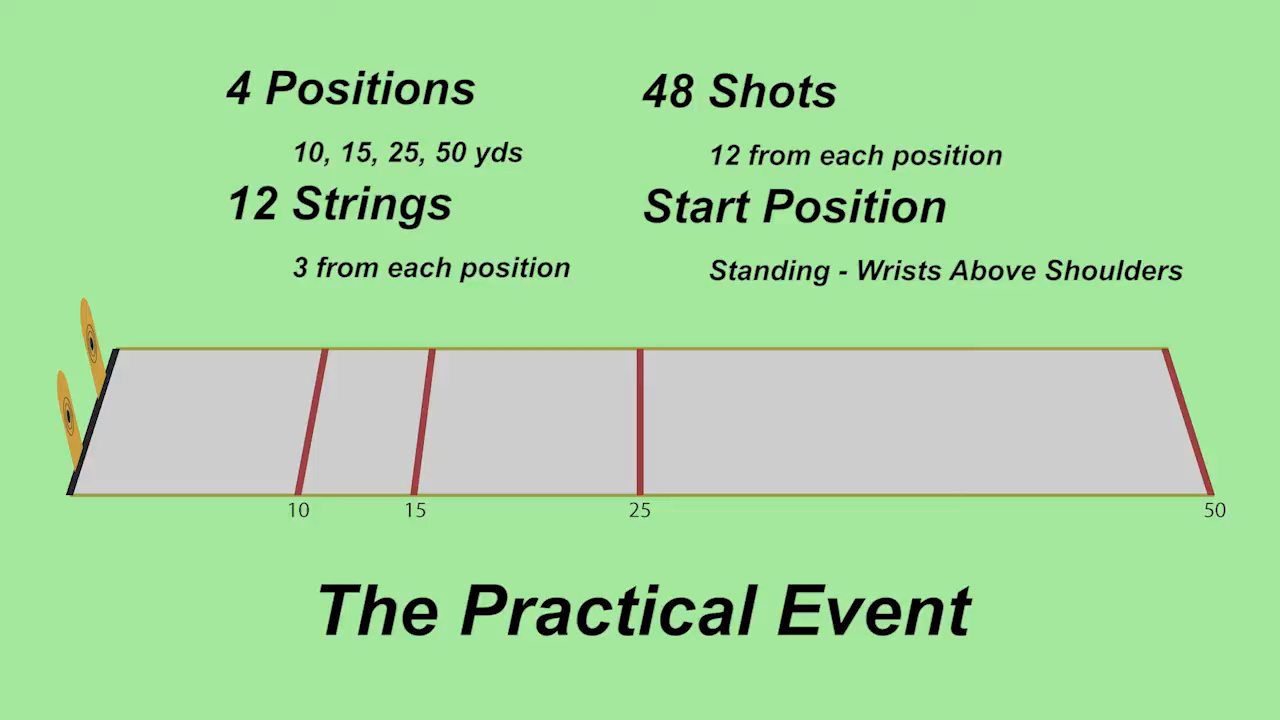 4 Positions
10, 15, 25, 50 yds
12 Strings
3 from each position
48 Shots
12 from each position
Start Position
Standing - Wrists Above Shoulders
10
15
25
50
The Practical Event